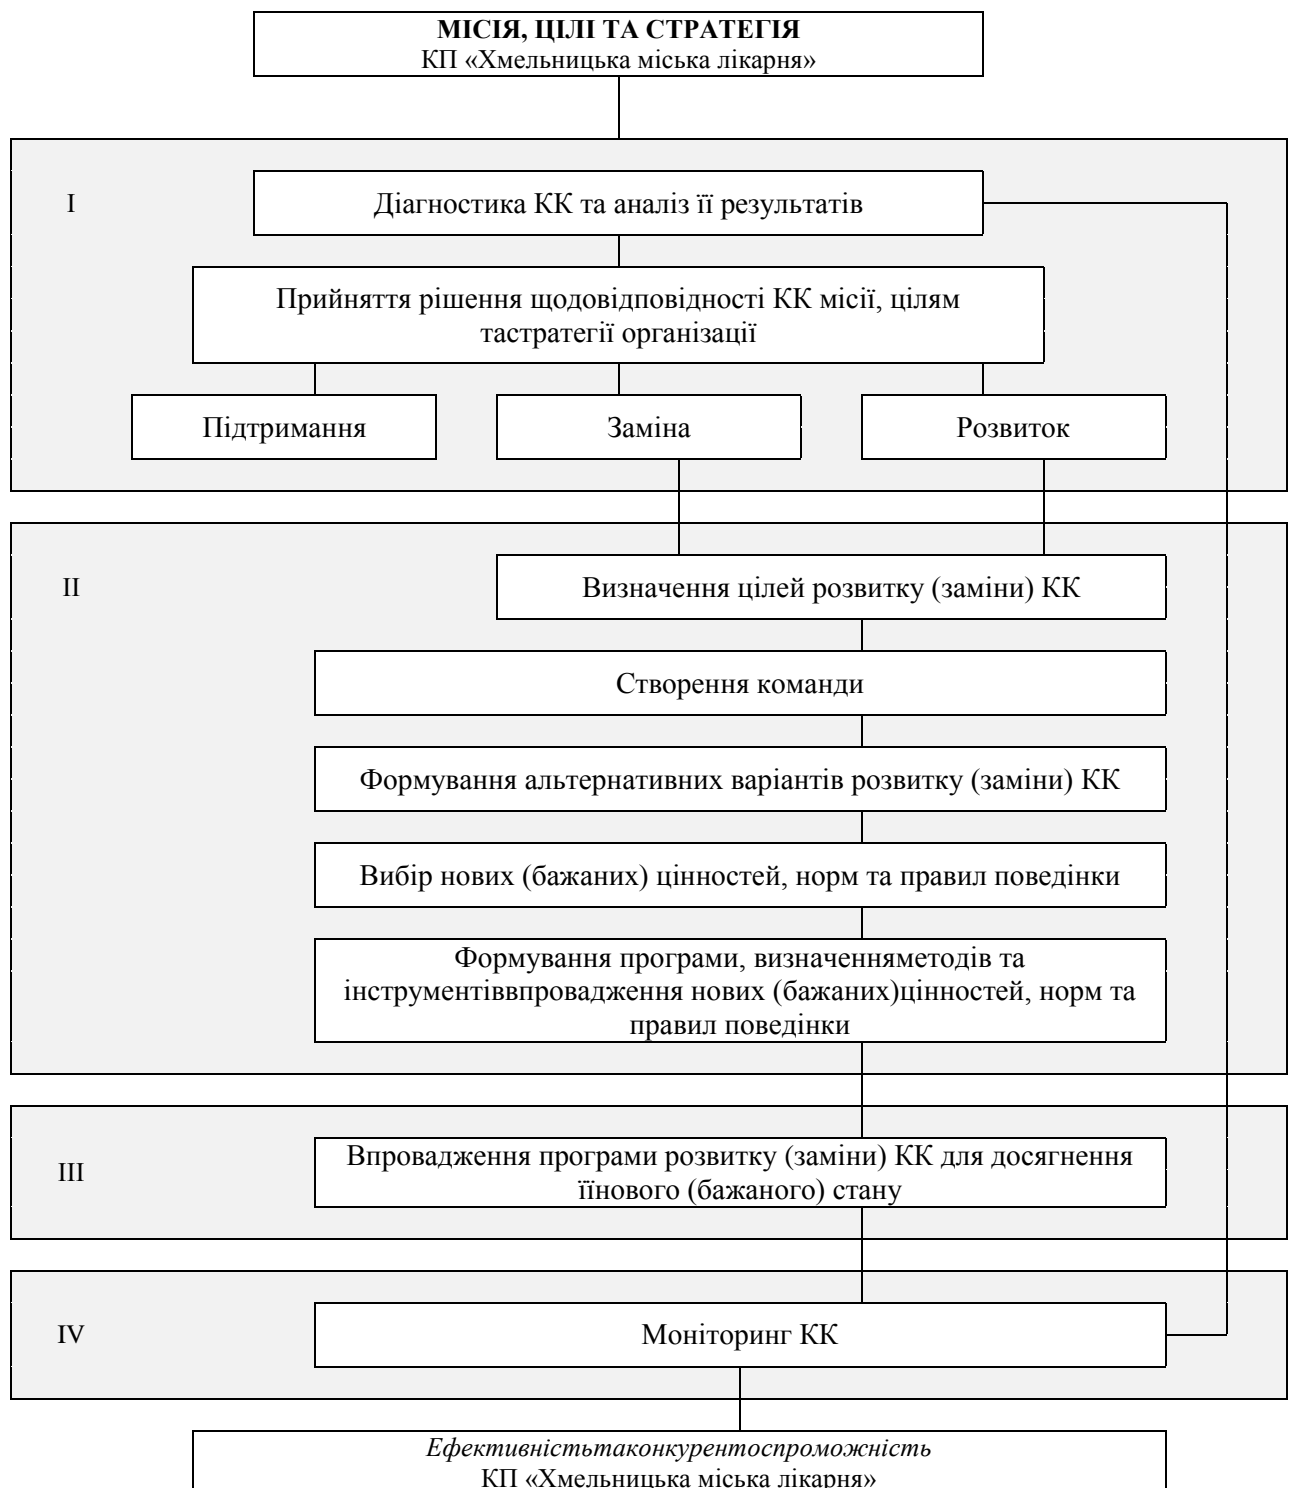 МІСІЯ, ЦІЛІ ТА СТРАТЕГІЯ
КП «Хмельницька міська лікарня»
I
Діагностика КК та аналіз її результатів
Прийняття рішення щодовідповідності КК місії, цілям
тастратегії організації
Підтримання
Заміна
Розвиток
II
Визначення цілей розвитку (заміни) КК
Створення команди
Формування альтернативних варіантів розвитку (заміни) КК
Вибір нових (бажаних) цінностей, норм та правил поведінки
Формування програми, визначенняметодів та
інструментіввпровадження нових (бажаних)цінностей, норм та
правил поведінки
III
Впровадження програми розвитку (заміни) КК для досягнення
їїнового (бажаного) стану
IV
Моніторинг КК
Ефективністьтаконкурентоспроможність
КП «Хмельницька міська лікарня»